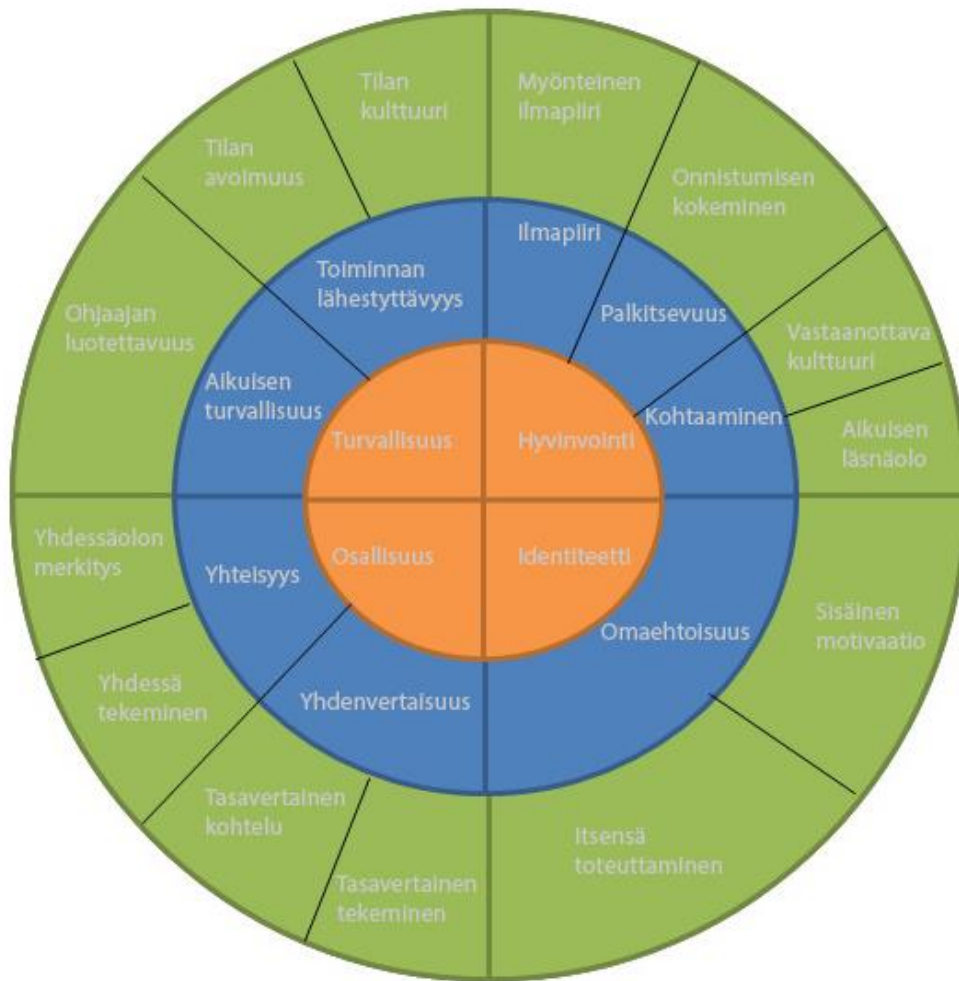 Tilan
kulttuuri
Myönteinen
ilmapiiri
Tilan
avoimuus
Onnistumisen
kokeminen
Ilmapiiri
Toiminnan
lähestyttävyys
Ohjaajan
luotettavuus
Palkitsevuus
Vastaanottava
kulttuuri
Aikuisen
turvallisuus
Kohtaaminen
Turvallisuus
Hyvinvointi
Aikuisen
läsnäolo
Yhdessäolon
merkitys
Yhteisyys
Osallisuus
Identiteetti
Omaehtoisuus
Sisäinen
motivaatio
Yhdessä
tekeminen
Yhdenvertaisuus
Tasavertainen
kohtelu
Itsensä
toteuttaminen
Tasavertainen
tekeminen